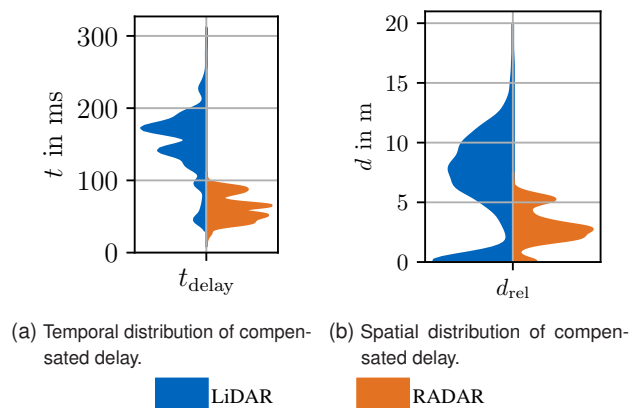 300
200
100
0
t in ms
t_delay
20
15
10
5
0
d in m
d_rel
(a) Temporal distribution of compen-
sated delay.
(b) Spatial distribution of compen-
sated delay.
LiDAR
RADAR